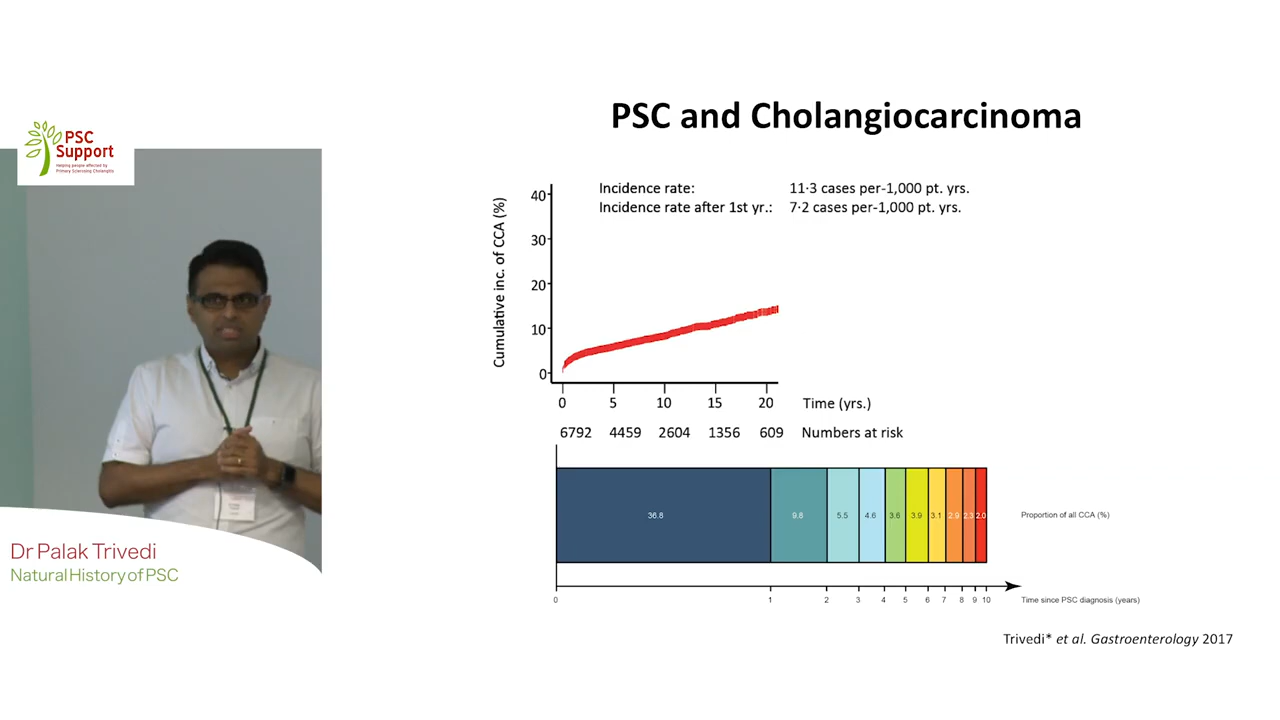 PSC
Support
Helping people affected by
Primary Sclerosing Cholangitis
Dr Palak Trivedi
Natural History of PSC
PSC and Cholangiocarcinoma
Incidence rate: 11·3 cases per-1,000 pt. yrs.
Incidence rate after 1st yr.: 7·2 cases per-1,000 pt. yrs.
Cumulative inc. of CCA (%)
40
30
20
10
0
0 5 10 15 20 Time (yrs.)
6792 4459 2604 1356 609 Numbers at risk
36.8 9.8 5.5 4.6 3.6 3.9 3.1 2.9 2.3 2.0 Proportion of all CCA (%)
0 1 2 3 4 5 6 7 8 9 10 Time since PSC diagnosis (years)
Trivedi* et al. Gastroenterology 2017